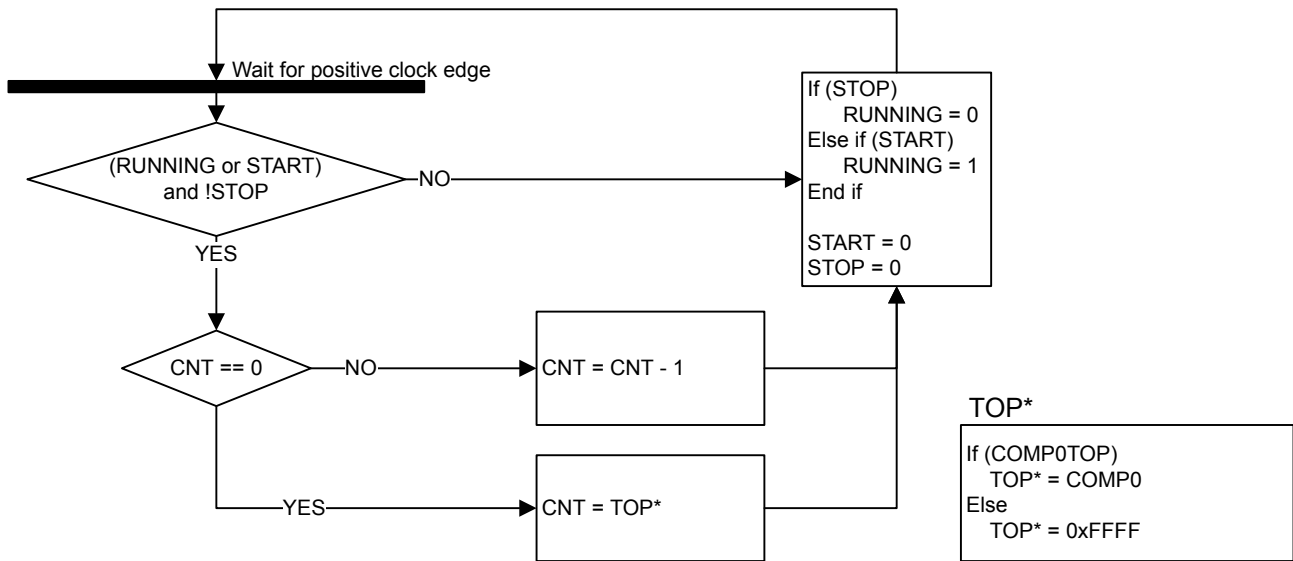 Wait for positive clock edge
(RUNNING or START)
and !STOP
NO
If (STOP)
RUNNING = 0
Else if (START)
RUNNING = 1
End if
START = 0
STOP = 0
YES
CNT == 0
NO
CNT = CNT - 1
YES
CNT = TOP*
TOP*
If (COMP0TOP)
TOP* = COMP0
Else
TOP* = 0xFFFF